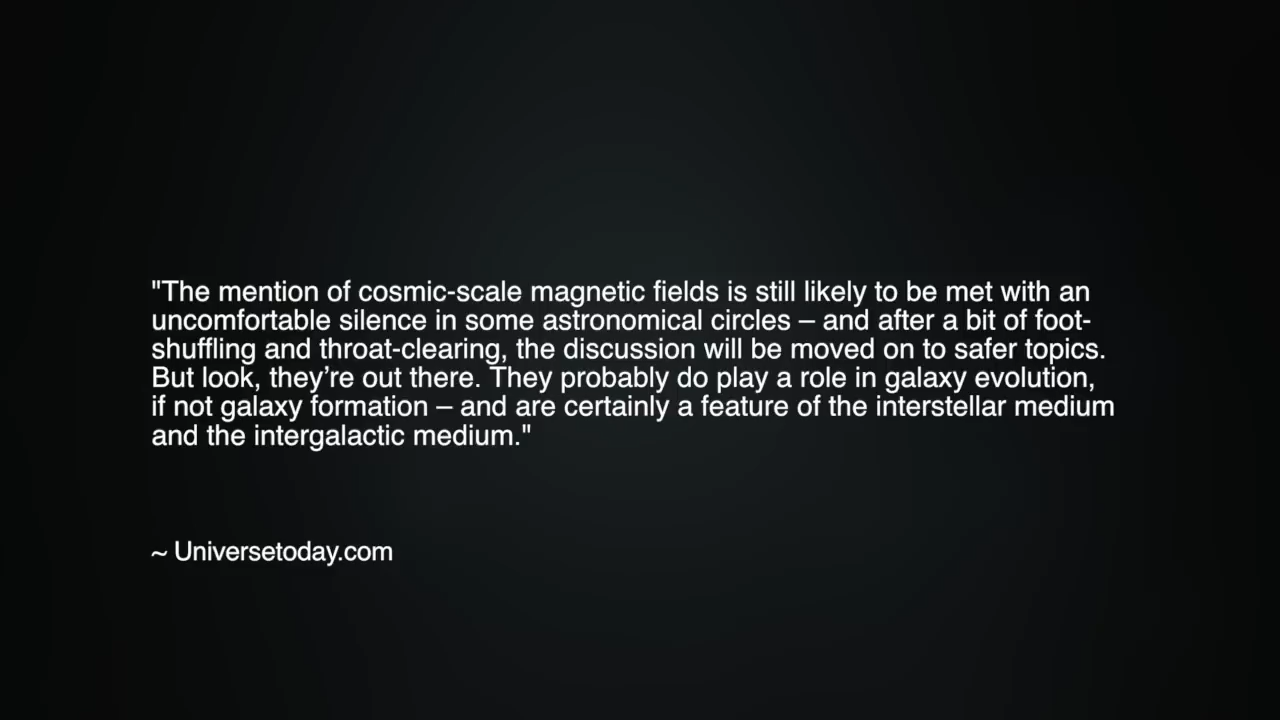 "The mention of cosmic-scale magnetic fields is still likely to be met with an
uncomfortable silence in some astronomical circles – and after a bit of foot-
shuffling and throat-clearing, the discussion will be moved on to safer topics.
But look, they’re out there. They probably do play a role in galaxy evolution,
if not galaxy formation – and are certainly a feature of the interstellar medium
and the intergalactic medium."
~ Universetoday.com